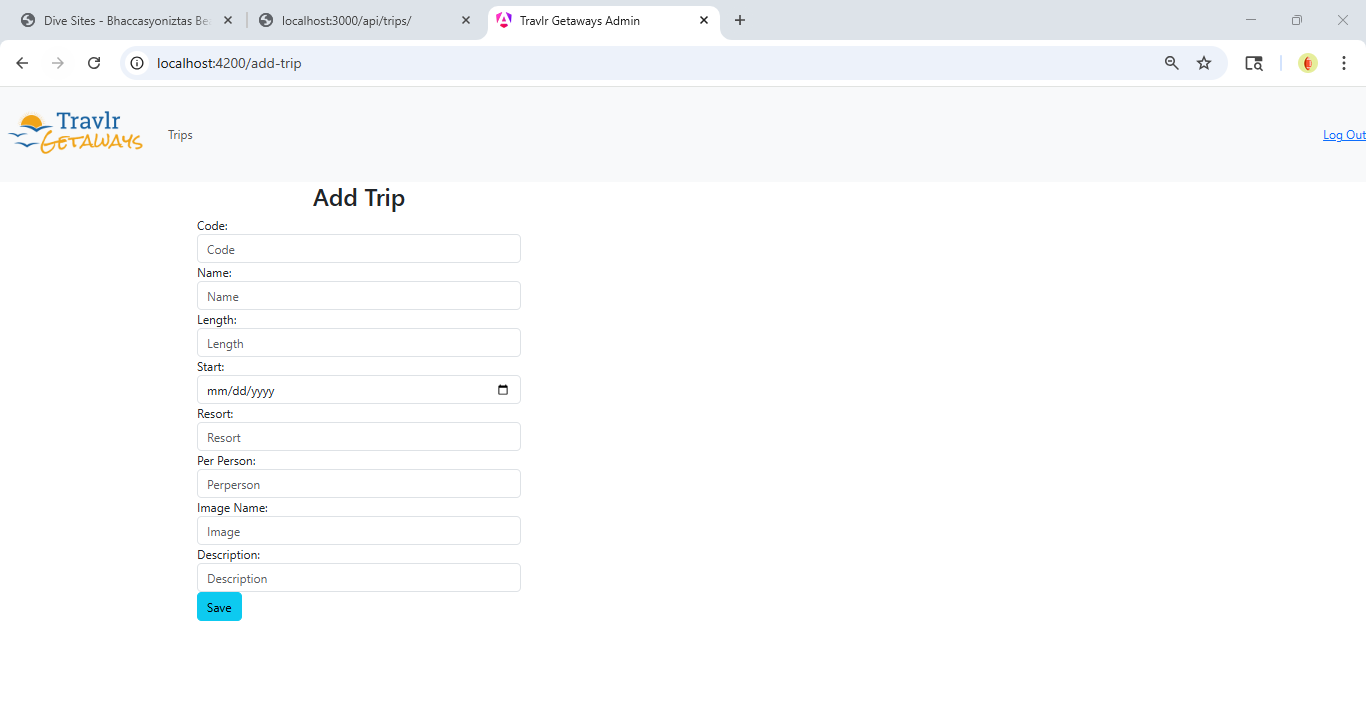 Dive Sites - Bhaccasyoniztas Be
localhost:3000/api/trips/
Travlr Getaways Admin
localhost:4200/add-trip
Travlr
GETAWAYS
Trips
Log Out
Add Trip
Code:
Code
Name:
Name
Length:
Length
Start:
mm/dd/yyyy
Resort:
Resort
Per Person:
Perperson
Image Name:
Image
Description:
Description
Save